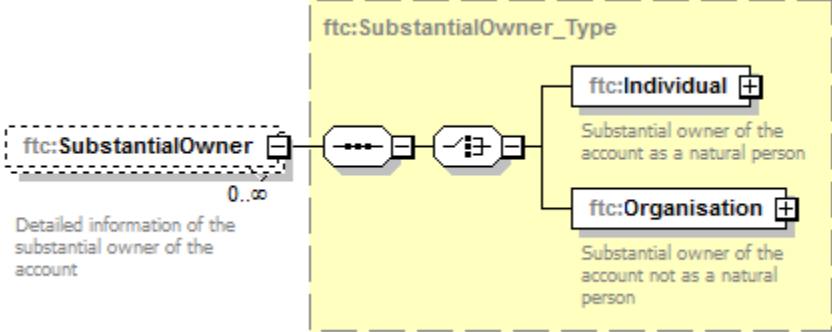 ftc:SubstantialOwner_Type
ftc:Individual
Substantial owner of the
account as a natural person
ftc:SubstantialOwner
0..∞
Detailed information of the
substantial owner of the
account
ftc:Organisation
Substantial owner of the
account not as a natural
person